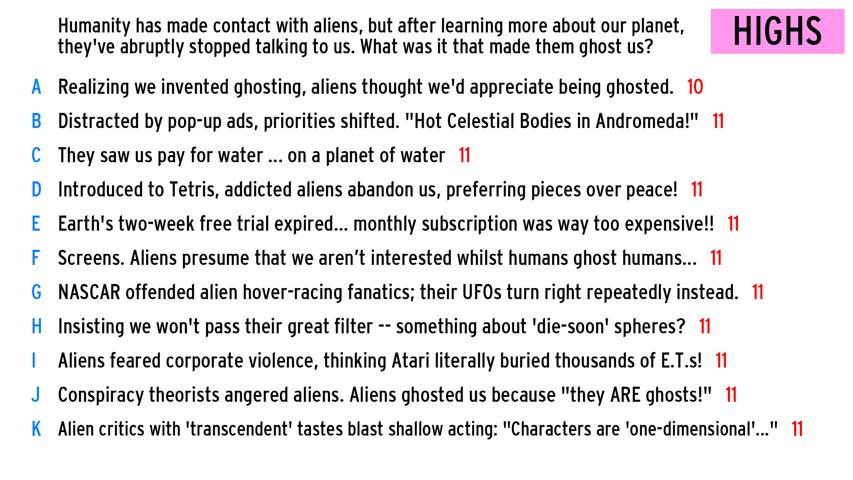 Humanity has made contact with aliens, but after learning more about our planet,
they've abruptly stopped talking to us. What was it that made them ghost us?
HIGHS
A Realizing we invented ghosting, aliens thought we'd appreciate being ghosted. 10
B Distracted by pop-up ads, priorities shifted. "Hot Celestial Bodies in Andromeda!" 11
C They saw us pay for water ... on a planet of water 11
D Introduced to Tetris, addicted aliens abandon us, preferring pieces over peace! 11
E Earth's two-week free trial expired... monthly subscription was way too expensive!! 11
F Screens. Aliens presume that we aren’t interested whilst humans ghost humans... 11
G NASCAR offended alien hover-racing fanatics; their UFOs turn right repeatedly instead. 11
H Insisting we won't pass their great filter -- something about 'die-soon' spheres? 11
I Aliens feared corporate violence, thinking Atari literally buried thousands of E.T.s! 11
J Conspiracy theorists angered aliens. Aliens ghosted us because "they ARE ghosts!" 11
K Alien critics with 'transcendent' tastes blast shallow acting: "Characters are 'one-dimensional'..." 11